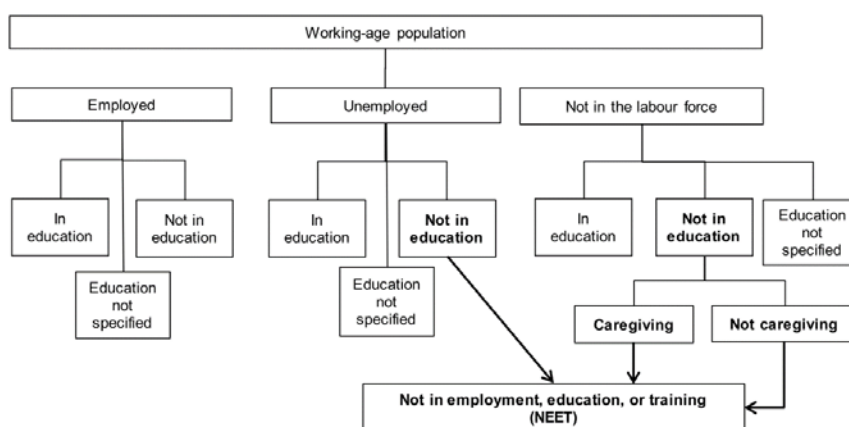 Working-age population
Employed
Unemployed
Not in the labour force
In
education
Education
not
specified
Not in
education
In
education
Education
not
specified
Not in
education
In
education
Not in
education
Education
not
specified
Caregiving
Not caregiving
Not in employment, education, or training
(NEET)